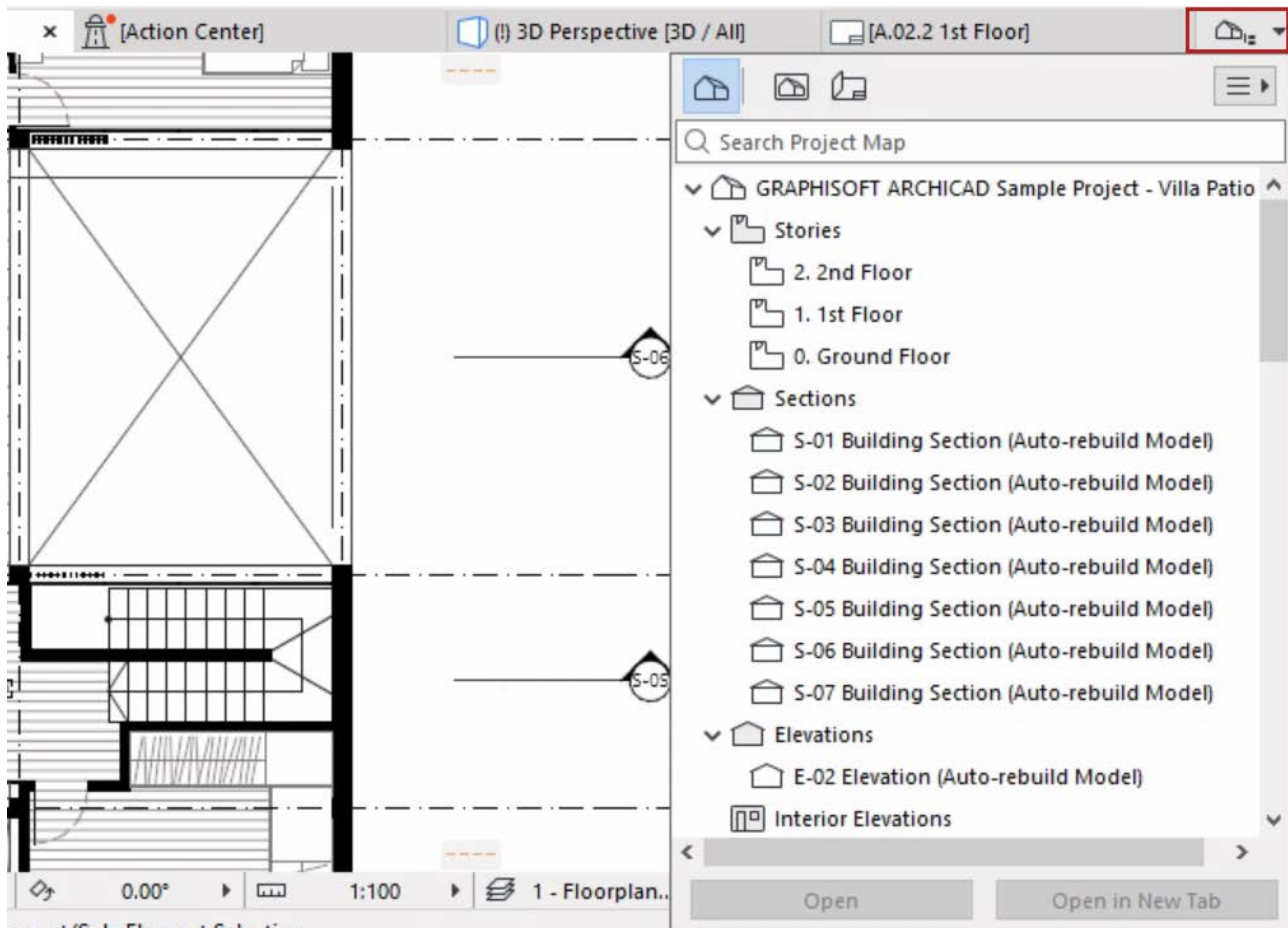 [Action Center]
(!) 3D Perspective [3D / All]
[A.02.2 1st Floor]
Search Project Map
GRAPHISOFT ARCHICAD Sample Project - Villa Patio
Stories
2. 2nd Floor
1. 1st Floor
0. Ground Floor
Sections
S-01 Building Section (Auto-rebuild Model)
S-02 Building Section (Auto-rebuild Model)
S-03 Building Section (Auto-rebuild Model)
S-04 Building Section (Auto-rebuild Model)
S-05 Building Section (Auto-rebuild Model)
S-06 Building Section (Auto-rebuild Model)
S-07 Building Section (Auto-rebuild Model)
Elevations
E-02 Elevation (Auto-rebuild Model)
Interior Elevations
Open
Open in New Tab
S-06
S-05
0.00°
1:100
1 - Floorplan...